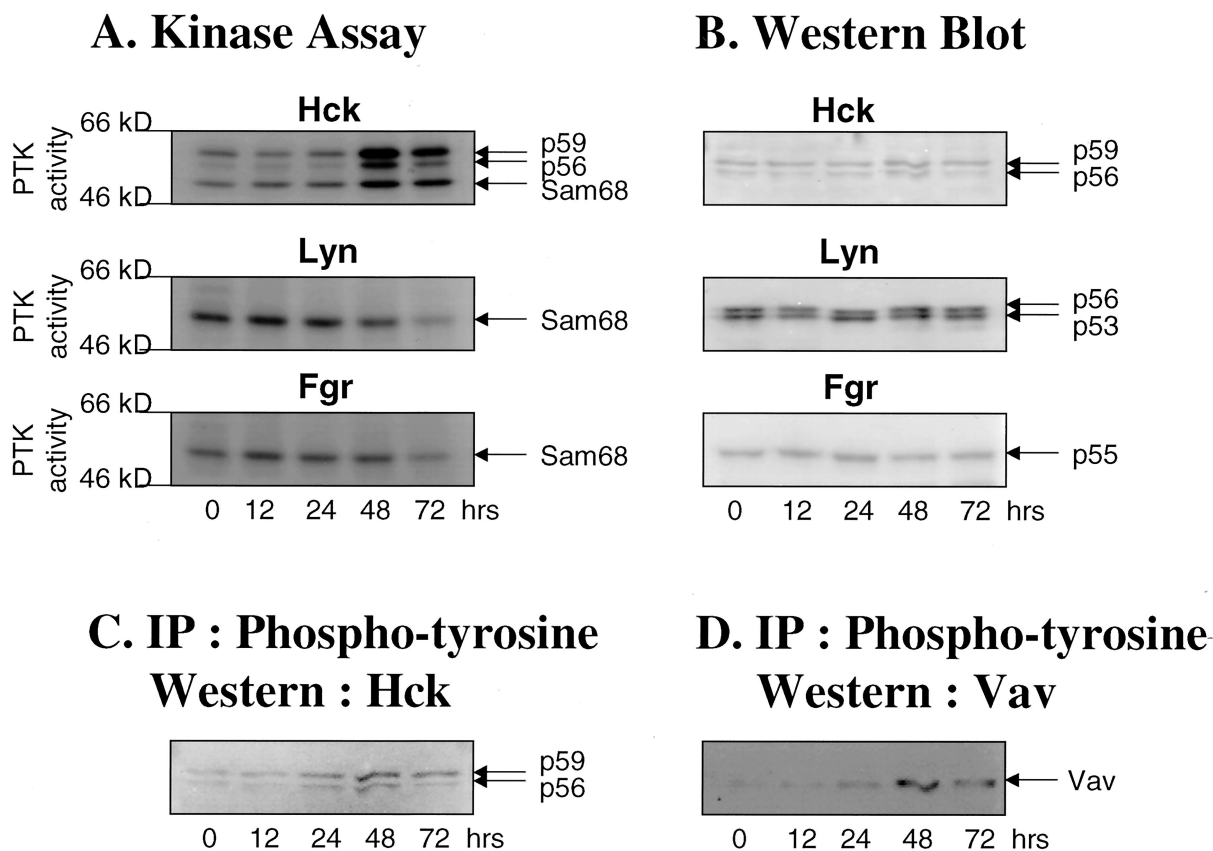 A. Kinase Assay
Hck
66 kD
PTK activity
46 kD
p59
p56
Sam68
Lyn
66 kD
PTK activity
46 kD
Sam68
Fgr
66 kD
PTK activity
46 kD
Sam68
0 12 24 48 72 hrs
B. Western Blot
Hck
p59
p56
Lyn
p56
p53
Fgr
p55
0 12 24 48 72 hrs
C. IP : Phospho-tyrosine
Western : Hck
p59
p56
0 12 24 48 72 hrs
D. IP : Phospho-tyrosine
Western : Vav
Vav
0 12 24 48 72 hrs